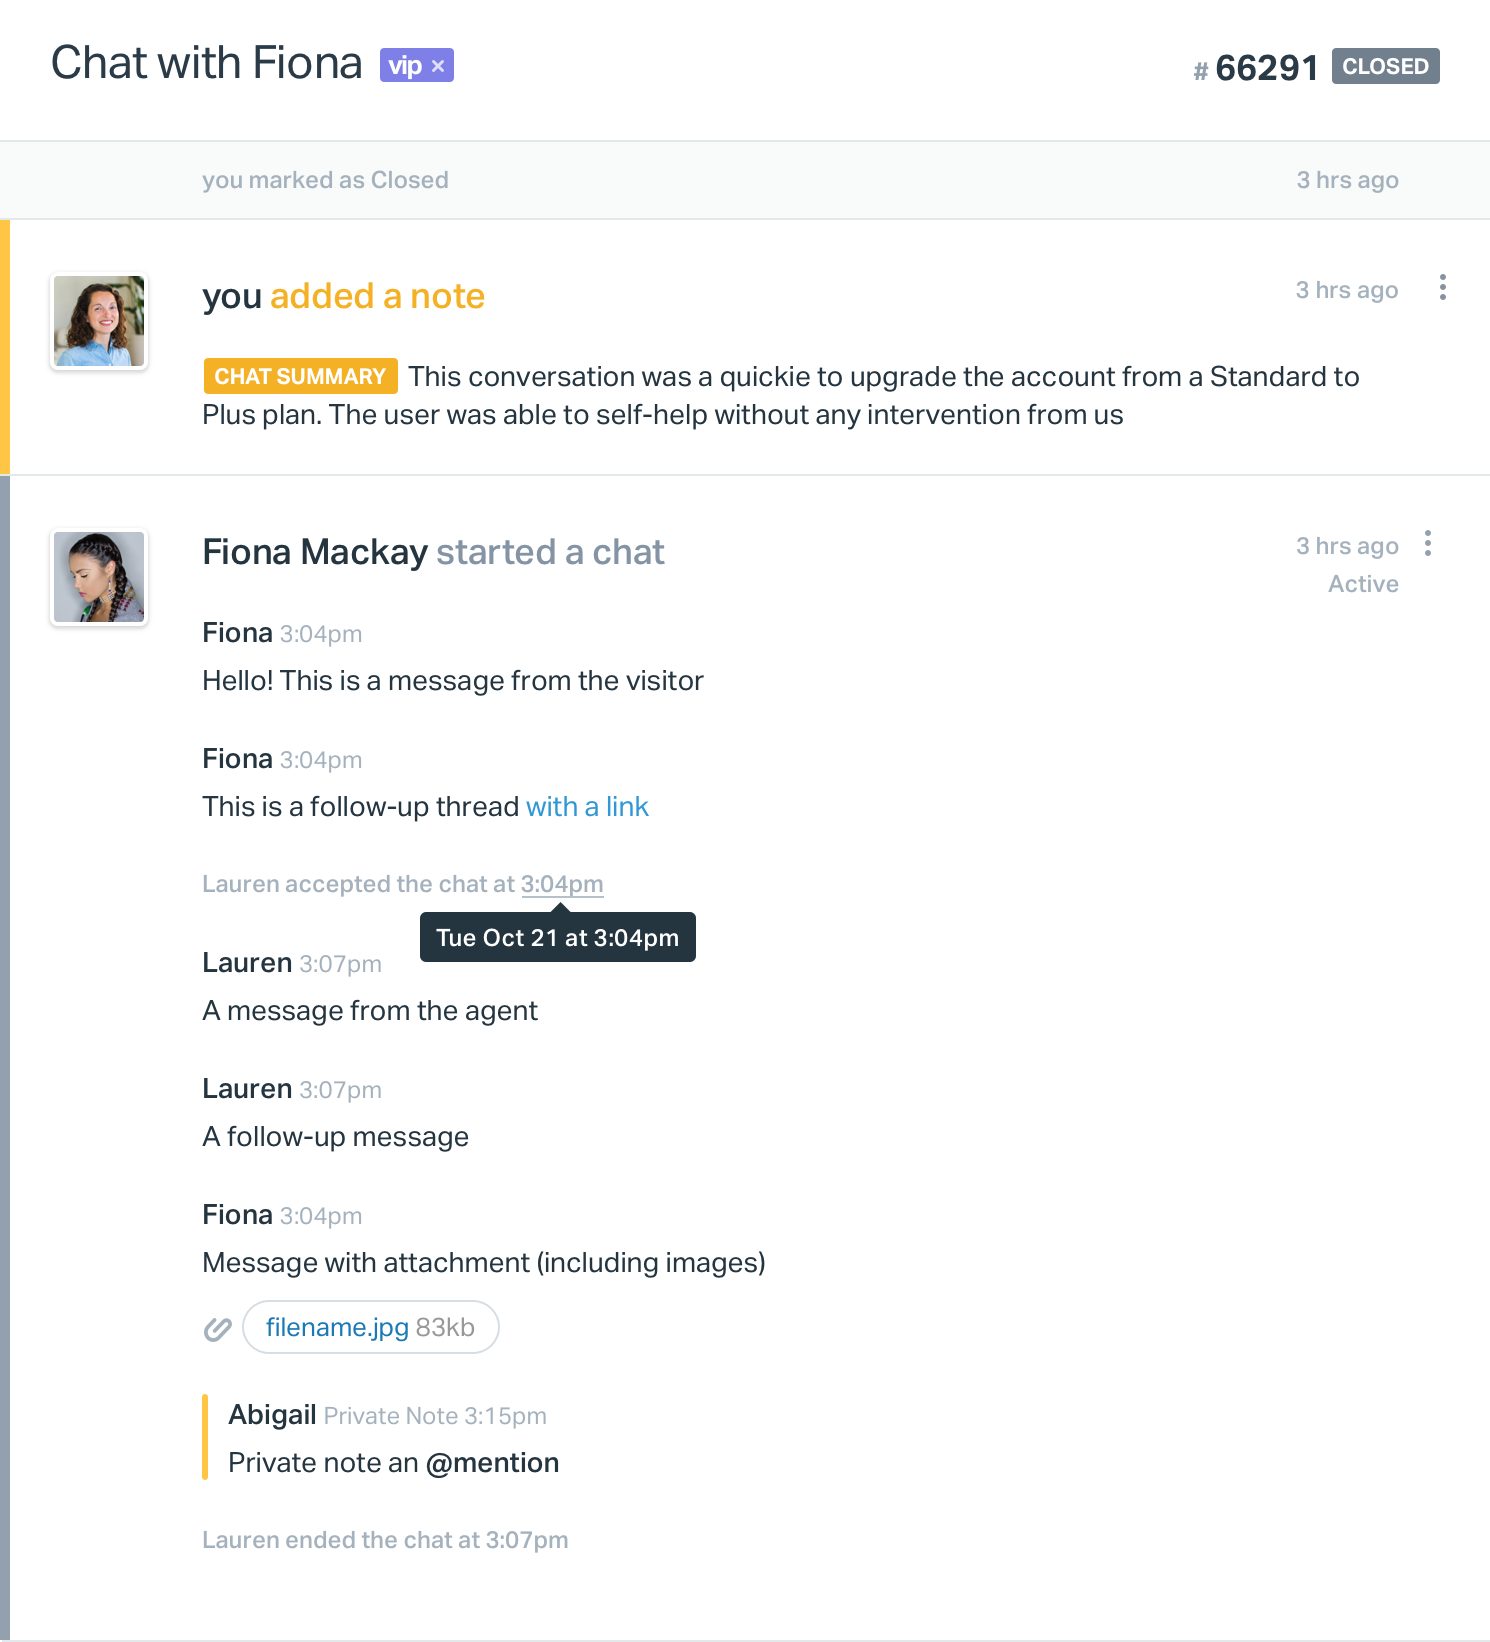 Chat with Fiona vip × # 66291 CLOSED
you marked as Closed 3 hrs ago
you added a note 3 hrs ago
CHAT SUMMARY This conversation was a quickie to upgrade the account from a Standard to
Plus plan. The user was able to self-help without any intervention from us
Fiona Mackay started a chat 3 hrs ago
Active
Fiona 3:04pm
Hello! This is a message from the visitor
Fiona 3:04pm
This is a follow-up thread with a link
Lauren accepted the chat at 3:04pm
Tue Oct 21 at 3:04pm
Lauren 3:07pm
A message from the agent
Lauren 3:07pm
A follow-up message
Fiona 3:04pm
Message with attachment (including images)
filename.jpg 83kb
Abigail Private Note 3:15pm
Private note an @mention
Lauren ended the chat at 3:07pm